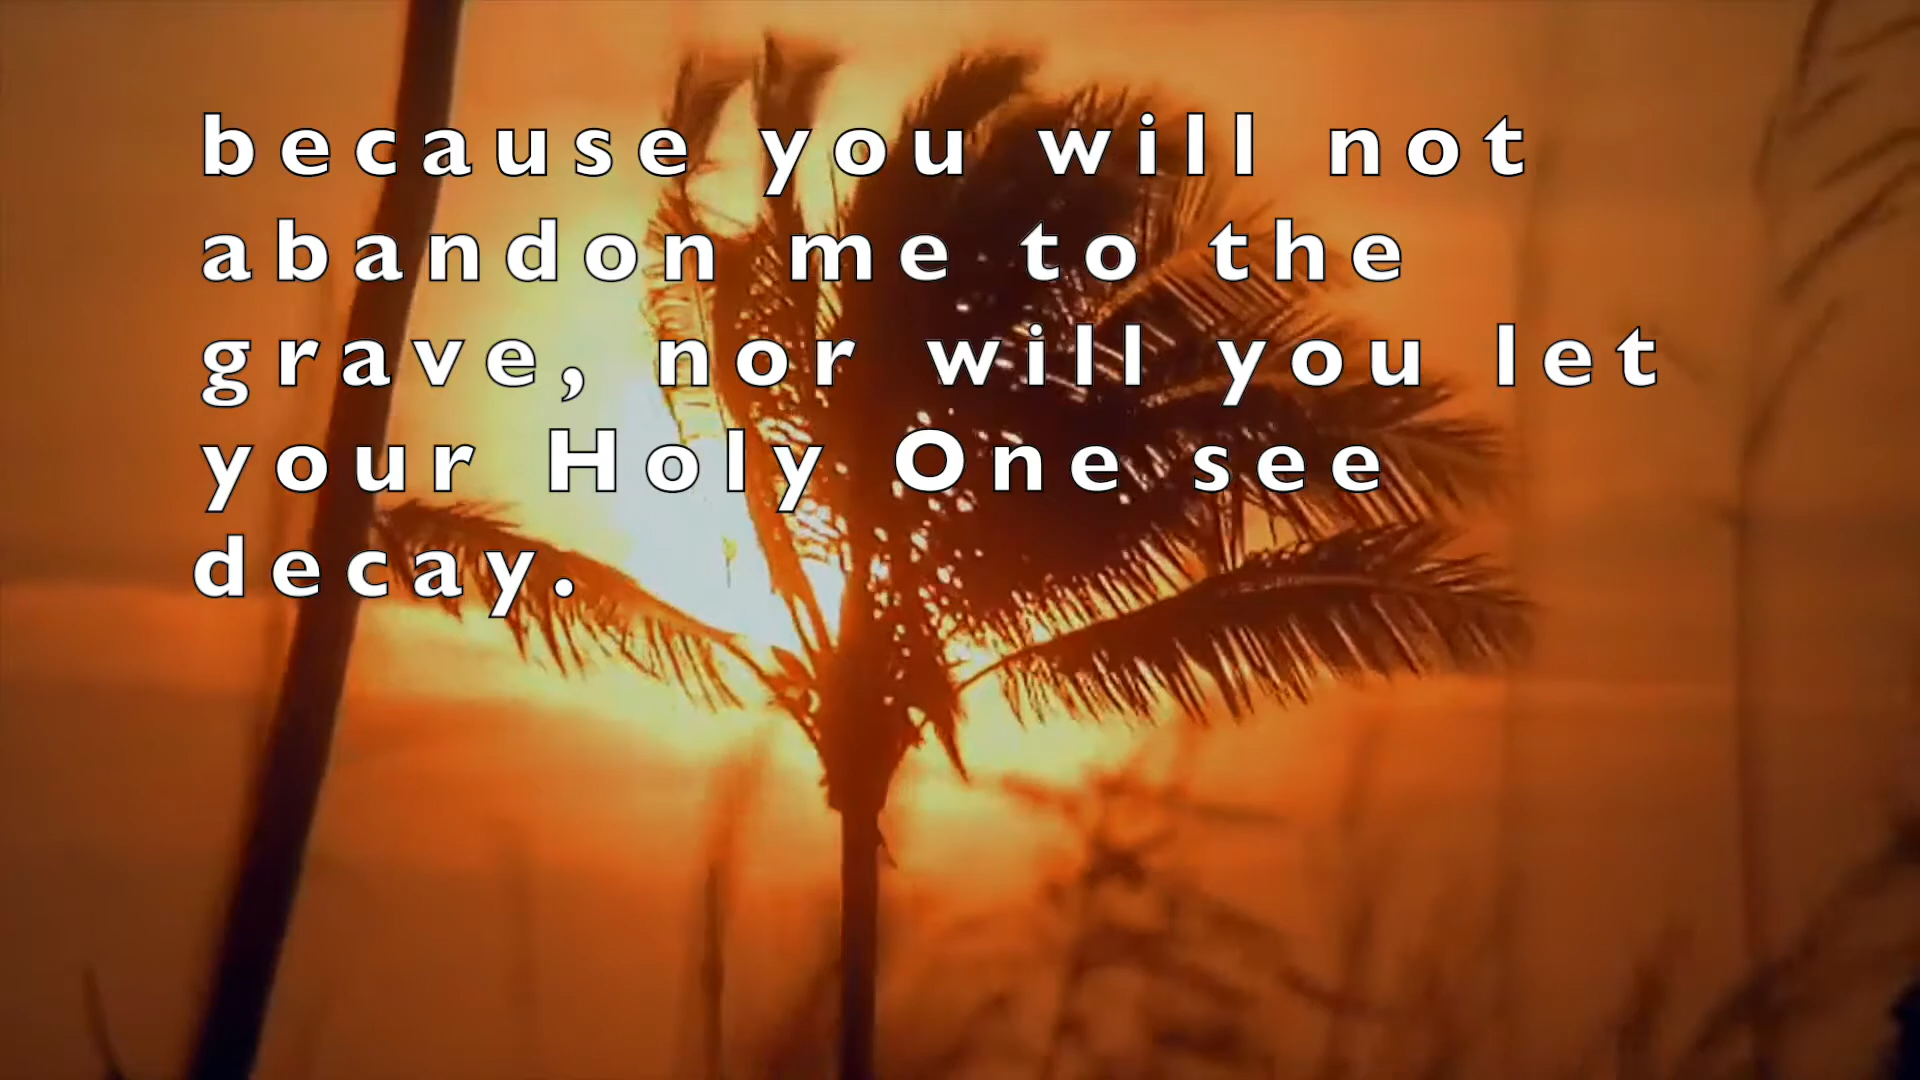 because you will not
abandon me to the
grave, nor will you let
your Holy One see
decay.